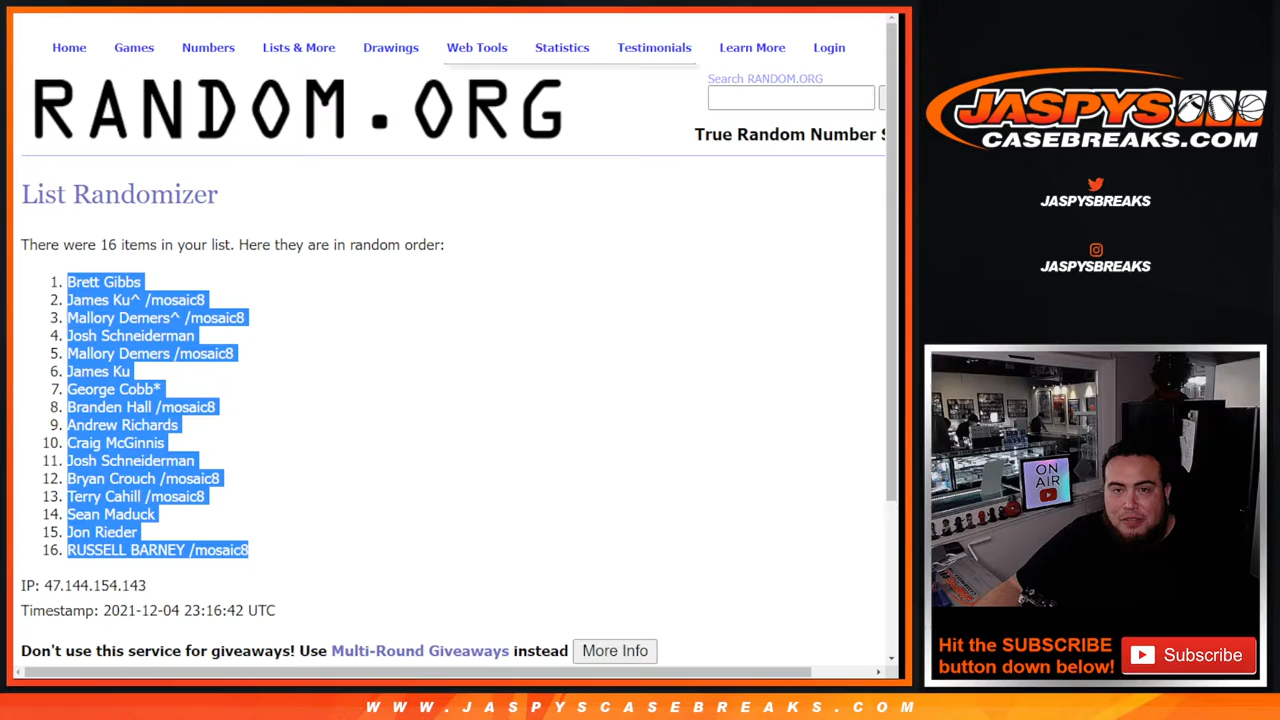 Home Games Numbers Lists & More Drawings Web Tools Statistics Testimonials Learn More Login
RANDOM.ORG
Search RANDOM.ORG
True Random Number S
List Randomizer
There were 16 items in your list. Here they are in random order:
1. Brett Gibbs
2. James Ku^ /mosaic8
3. Mallory Demers^ /mosaic8
4. Josh Schneiderman
5. Mallory Demers /mosaic8
6. James Ku
7. George Cobb*
8. Branden Hall /mosaic8
9. Andrew Richards
10. Craig McGinnis
11. Josh Schneiderman
12. Bryan Crouch /mosaic8
13. Terry Cahill /mosaic8
14. Sean Maduck
15. Jon Rieder
16. RUSSELL BARNEY /mosaic8
IP: 47.144.154.143
Timestamp: 2021-12-04 23:16:42 UTC
Don't use this service for giveaways! Use Multi-Round Giveaways instead More Info
JASPYS
CASEBREAKS.COM
JASPYSBREAKS
JASPYSBREAKS
ON
AIR
Hit the SUBSCRIBE
button down below!
Subscribe
WWW.JASPYSCASEBREAKS.COM